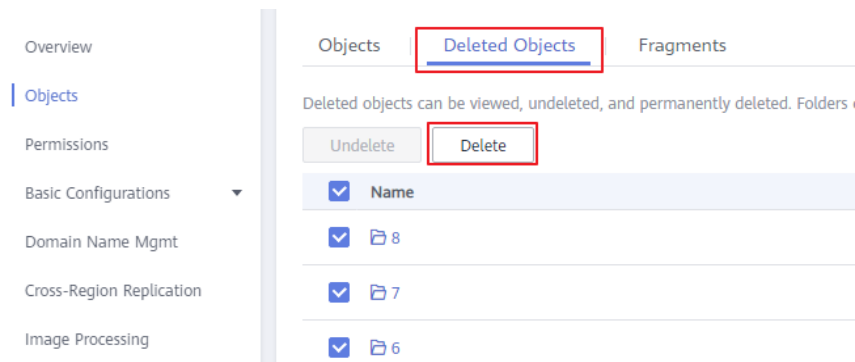 Overview
Objects
Permissions
Basic Configurations
Domain Name Mgmt
Cross-Region Replication
Image Processing
Objects Deleted Objects Fragments
Deleted objects can be viewed, undeleted, and permanently deleted. Folders
Undelete Delete
Name
8
7
6